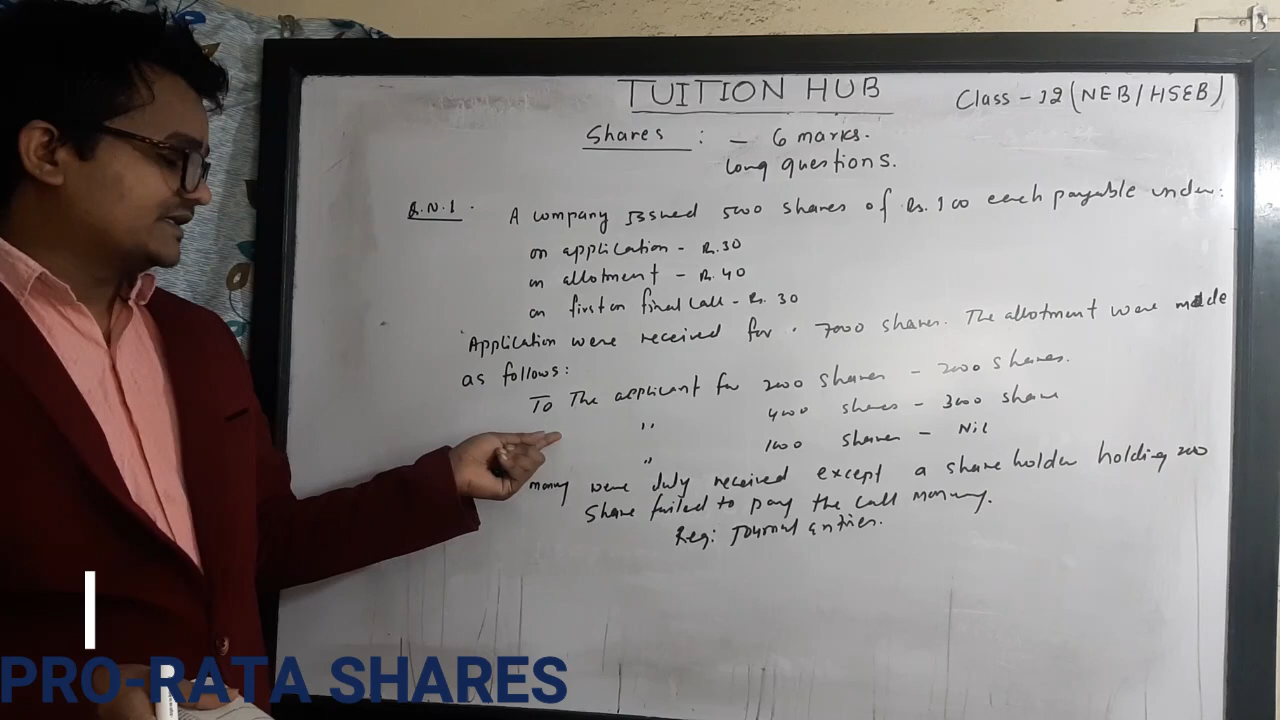 TUITION HUB
Class - 12 (NEB/HSEB)
Shares : - 6 marks.
Long questions.
Q.N.1. A company issued 5000 shares of Rs. 100 each payable under:
on application - Rs. 30
on allotment - Rs. 40
on first on final call - Rs. 30
Application were received for 7000 shares. The allotment were made
as follows:
To The applicant for 2000 shares - 2000 shares.
,, 4000 shares - 3000 share
,, 1000 shares - Nil
money were duly received except a share holder holding 200
Share failed to pay the call money.
Req: Journal entries.
PRO-RATA SHARES